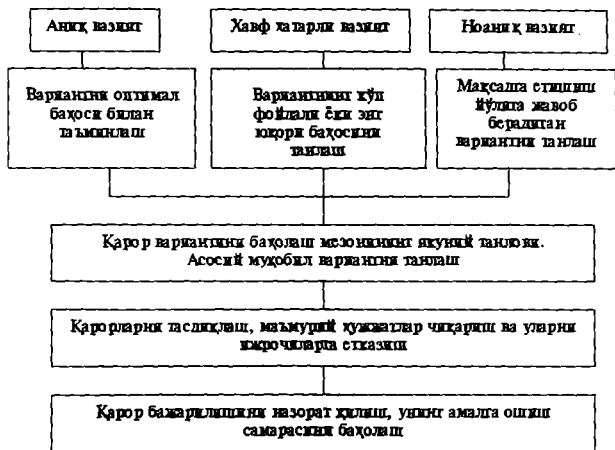 Аниқ вазият
Хавф хатарли вазият
Ноаниқ вазият
Вариантни оптимал
баҳоси билан
таъминлаш
Вариантнинг кўп
фойдали ёки энг
юқори баҳосини
танлаш
Мақсадга етишиш
йўлига жавоб
берадиган
вариантни танлаш
Қарор вариантини баҳолаш мезонининг якуний танлови.
Асосий муқобил вариантни танлаш
Қарорларни тасдиқлаш, маъмурий ҳужжатлар чиқариш ва уларни
ижрочиларга етказиш
Қарор бажарилишини назорат қилиш, унинг амалга ошиш
самарасини баҳолаш